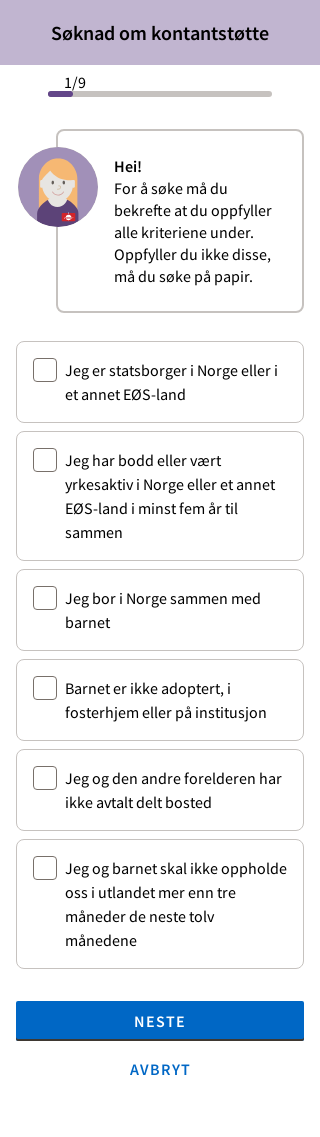 Søknad om kontantstøtte
1/9
Hei!
For å søke må du
bekrefte at du oppfyller
alle kriteriene under.
Oppfyller du ikke disse,
må du søke på papir.
Jeg er statsborger i Norge eller i
et annet EØS-land
Jeg har bodd eller vært
yrkesaktiv i Norge eller et annet
EØS-land i minst fem år til
sammen
Jeg bor i Norge sammen med
barnet
Barnet er ikke adoptert, i
fosterhjem eller på institusjon
Jeg og den andre forelderen har
ikke avtalt delt bosted
Jeg og barnet skal ikke oppholde
oss i utlandet mer enn tre
måneder de neste tolv
månedene
NESTE
AVBRYT